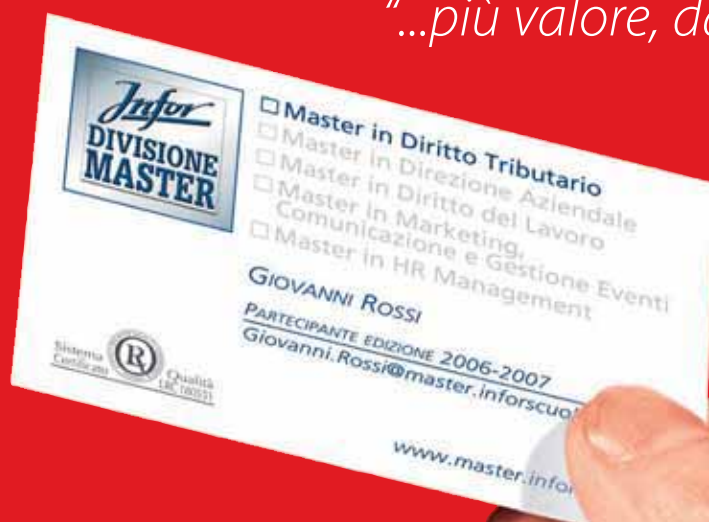 "...più valore, d
Infor
DIVISIONE
MASTER
Master in Diritto Tributario
Master in Direzione Aziendale
Master in Diritto del Lavoro
Master in Marketing,
Comunicazione e Gestione Eventi
Master in HR Management
GIOVANNI ROSSI
PARTECIPANTE EDIZIONE 2006-2007
Giovanni.Rossi@master.inforscuo
www.master.infor
Sistema
Certificato
R
Qualità